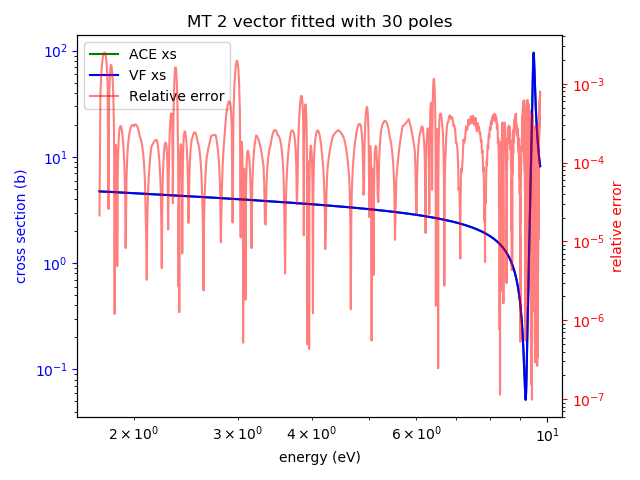 MT 2 vector fitted with 30 poles
ACE xs
VF xs
Relative error
cross section (b)
10²
10¹
10⁰
10⁻¹
relative error
10⁻³
10⁻⁴
10⁻⁵
10⁻⁶
10⁻⁷
2 × 10⁰ 3 × 10⁰ 4 × 10⁰ 6 × 10⁰ 10¹
energy (eV)